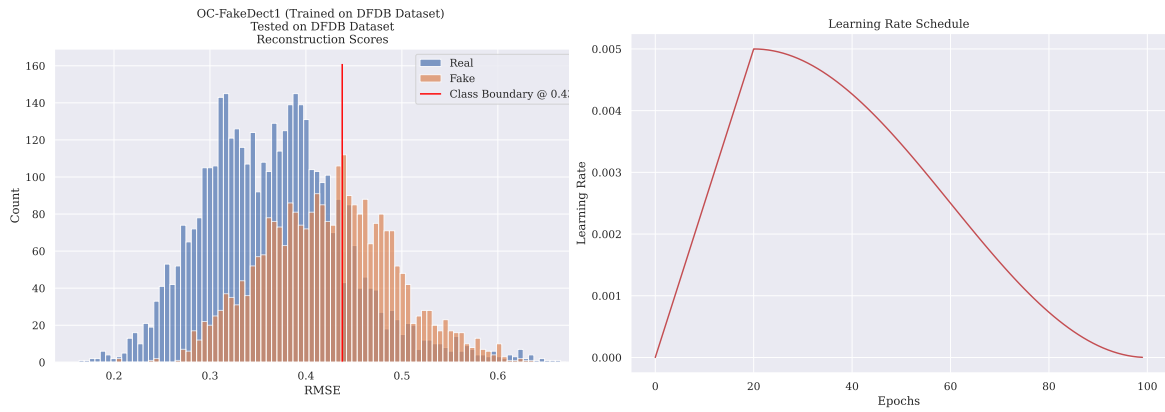 OC-FakeDect1 (Trained on DFDB Dataset)
Tested on DFDB Dataset
Reconstruction Scores
Real
Fake
Class Boundary @
160
140
120
100
80
60
40
20
0
Count
0.2 0.3 0.4 0.5 0.6
RMSE
Learning Rate Schedule
0.005
0.004
0.003
0.002
0.001
0.000
Learning Rate
0 20 40 60 80 100
Epochs